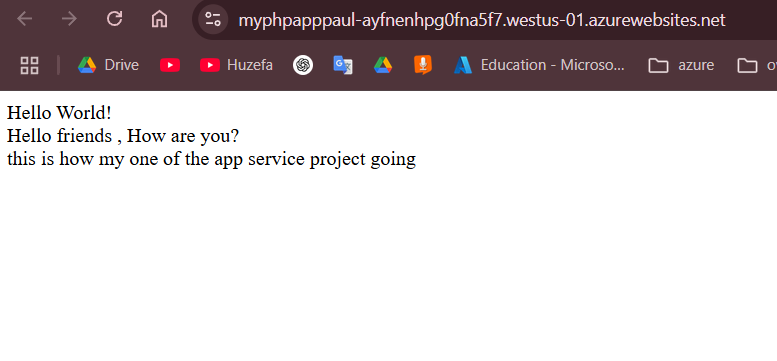 myphpapppaul-ayfnenhpg0fna5f7.westus-01.azurewebsites.net
Drive Huzefa Education - Microso... azure
Hello World!
Hello friends , How are you?
this is how my one of the app service project going